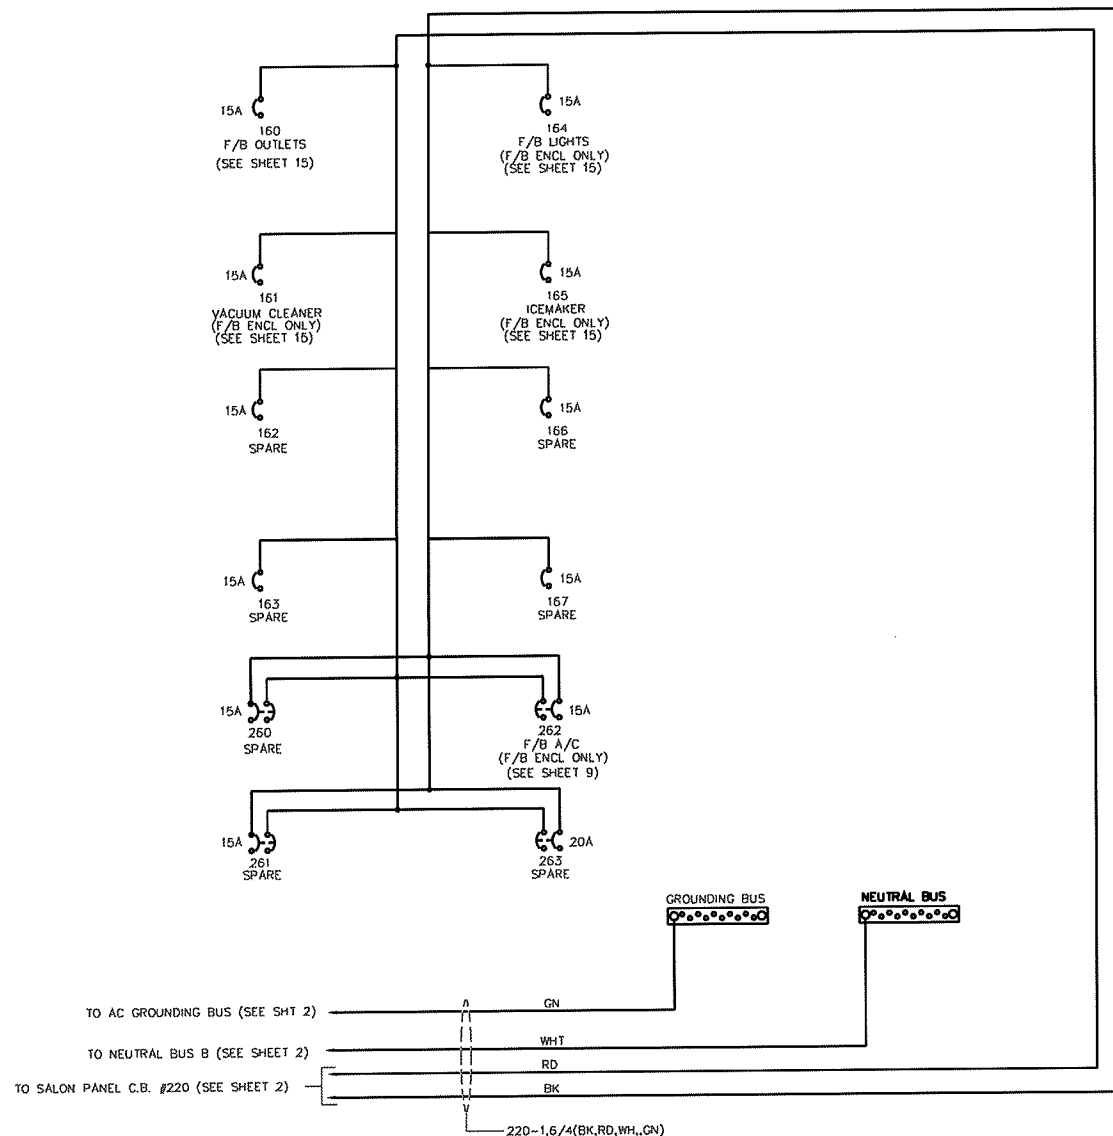 15A
160
F/B OUTLETS
(SEE SHEET 15)
15A
164
F/B LIGHTS
(F/B ENCL ONLY)
(SEE SHEET 15)
15A
161
VACUUM CLEANER
(F/B ENCL ONLY)
(SEE SHEET 15)
15A
165
ICEMAKER
(F/B ENCL ONLY)
(SEE SHEET 15)
15A
162
SPARE
15A
166
SPARE
15A
163
SPARE
15A
167
SPARE
15A
260
SPARE
15A
262
F/B A/C
(F/B ENCL ONLY)
(SEE SHEET 9)
15A
261
SPARE
20A
263
SPARE
GROUNDING BUS
NEUTRAL BUS
TO AC GROUNDING BUS (SEE SHT 2)
GN
TO NEUTRAL BUS B (SEE SHEET 2)
WHT
RD
TO SALON PANEL C.B. #220 (SEE SHEET 2)
BK
220-1,6/4(BK,RD,WH,,GN)